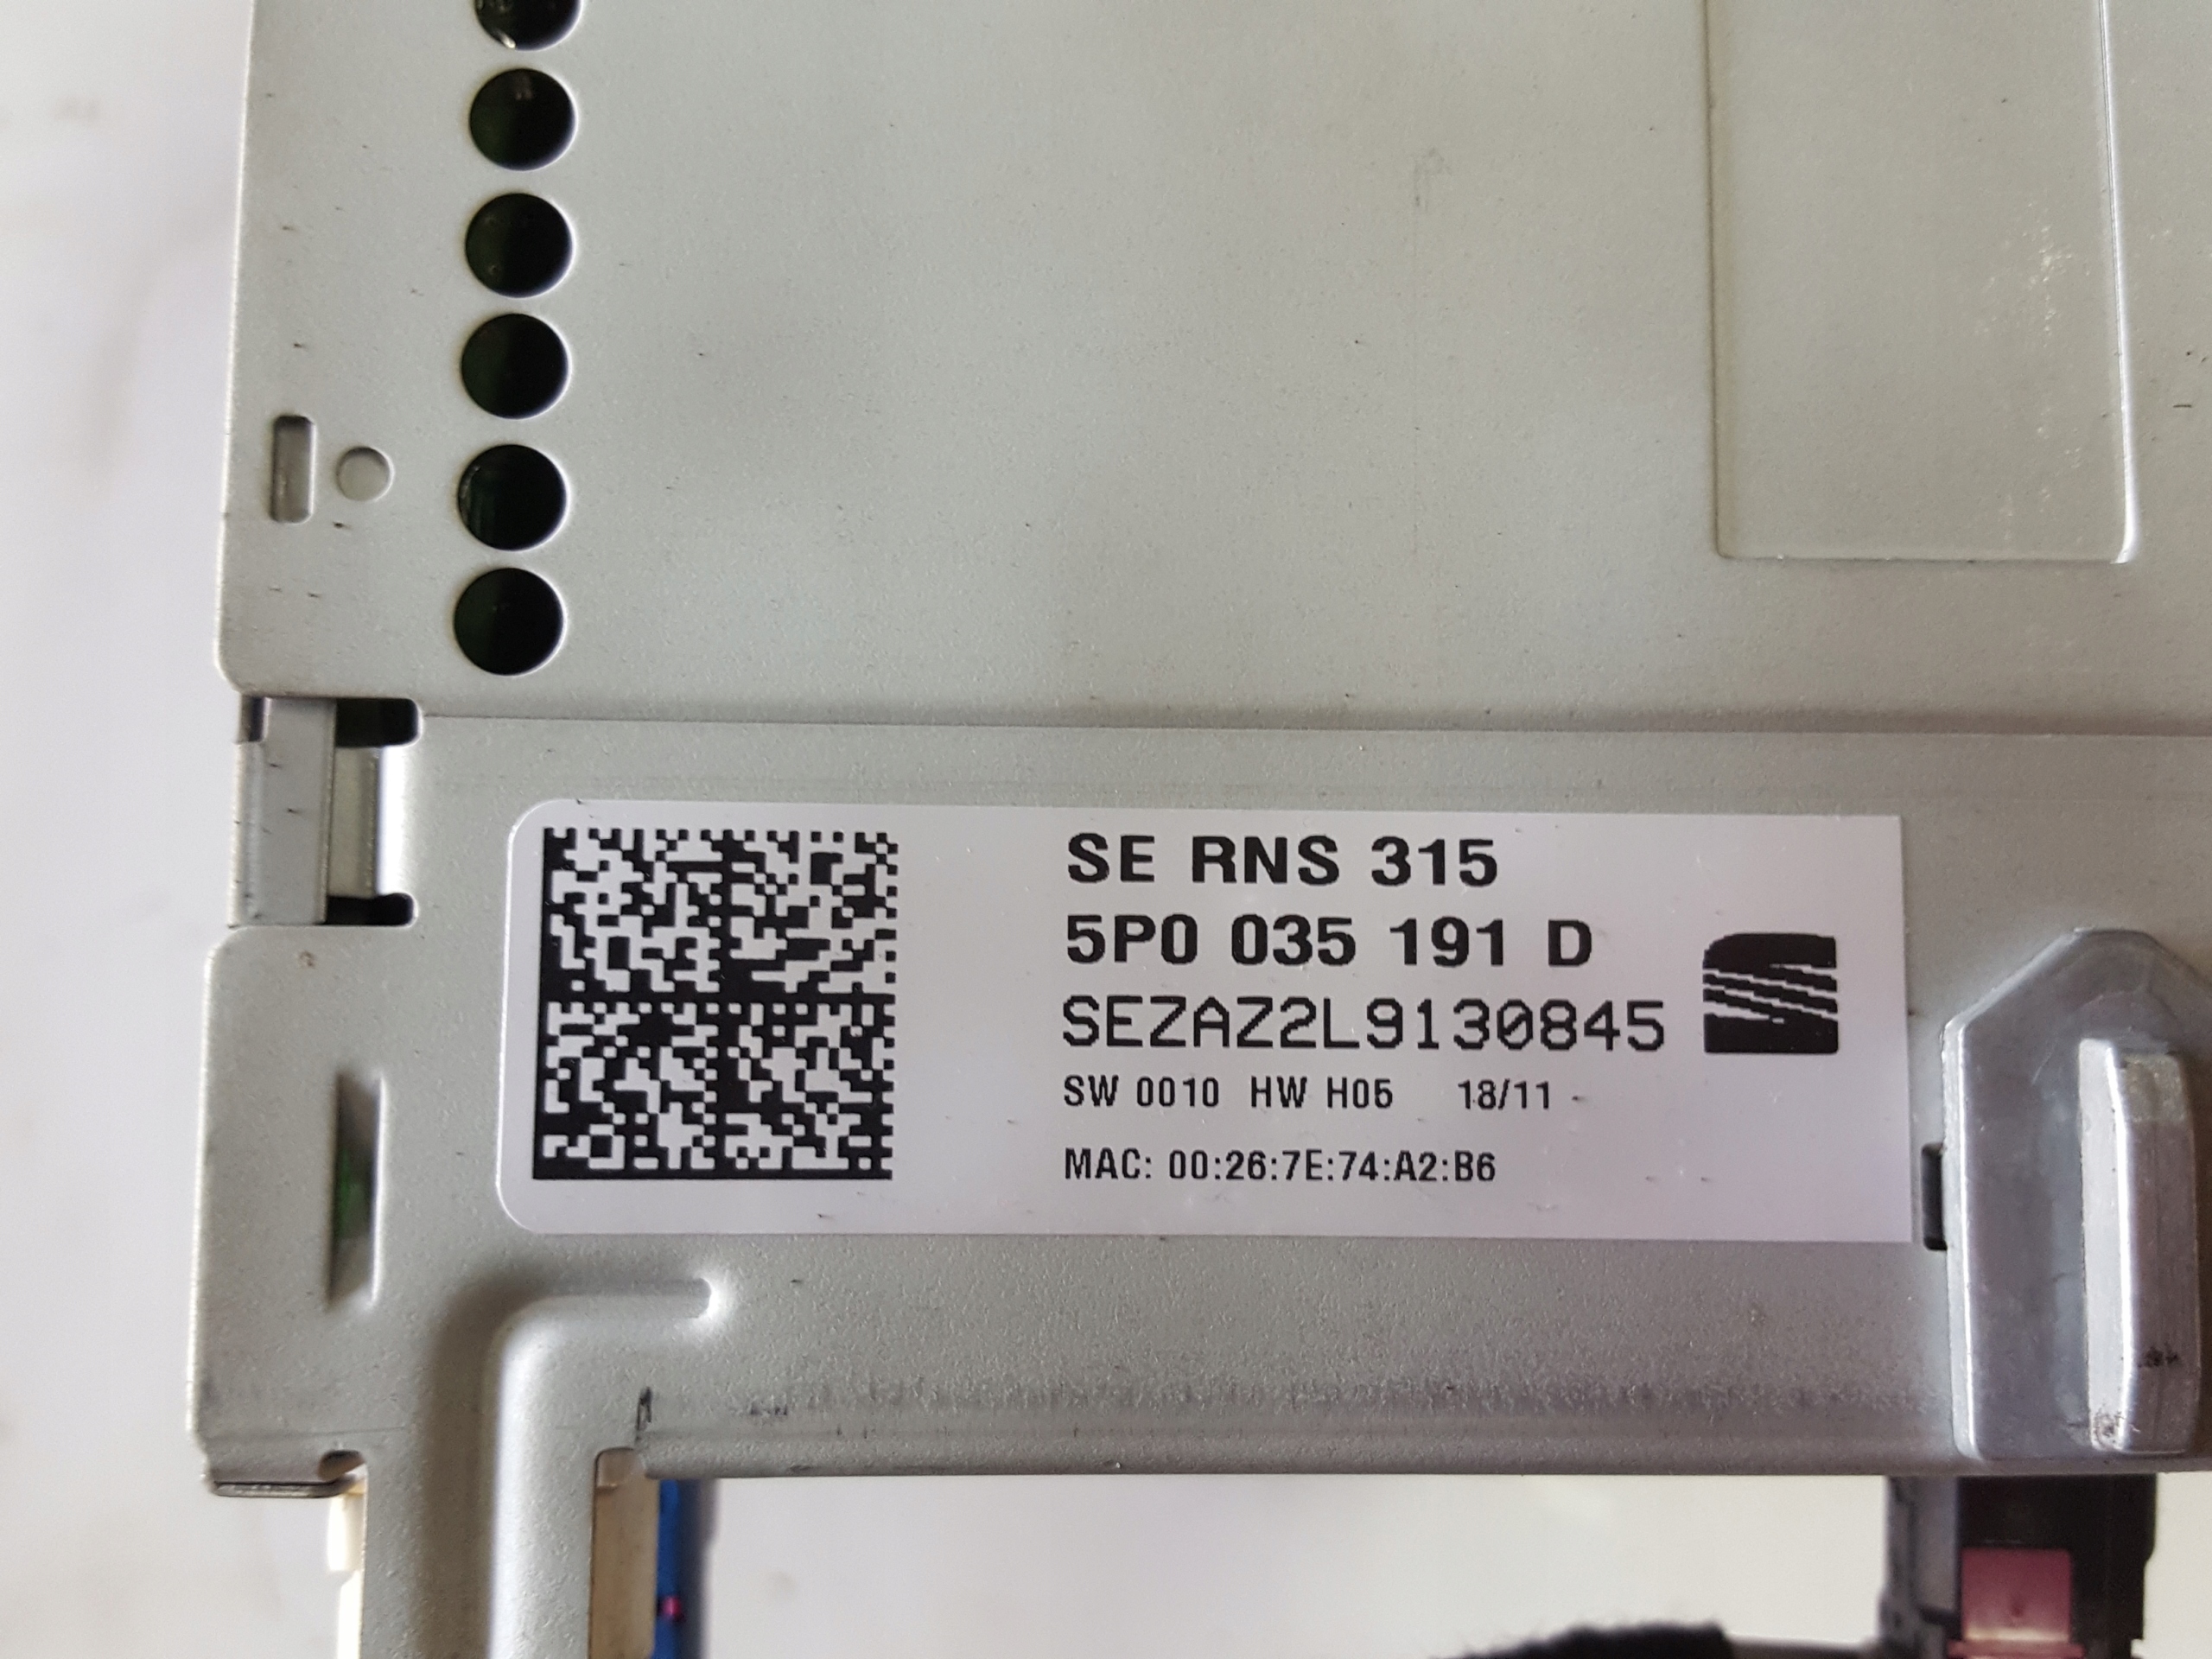 SE RNS 315
5P0 035 191 D
SEZAZ2L9130845
SW 0010 HW H05 18/11 -
MAC: 00:26:7E:74:A2:B6